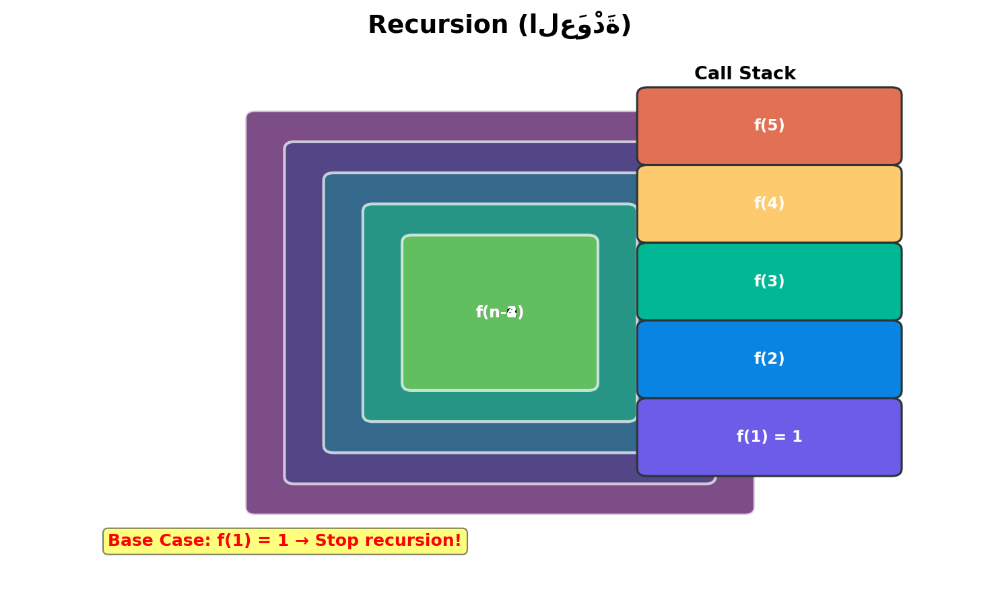 Recursion (العَوْدَة)
Call Stack
f(5)
f(4)
f(3)
f(2)
f(1) = 1
Base Case: f(1) = 1 → Stop recursion!